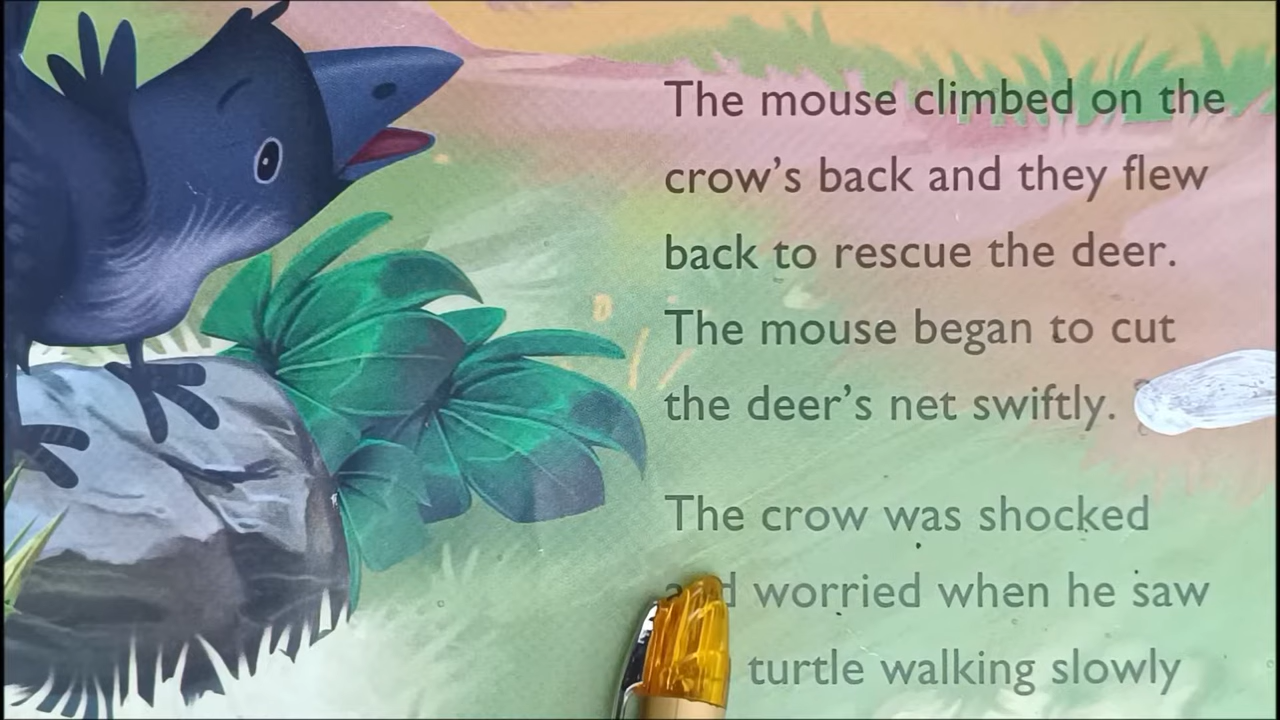 The mouse climbed on the
crow's back and they flew
back to rescue the deer.
The mouse began to cut
the deer's net swiftly.
The crow was shocked
and worried when he saw
turtle walking slowly